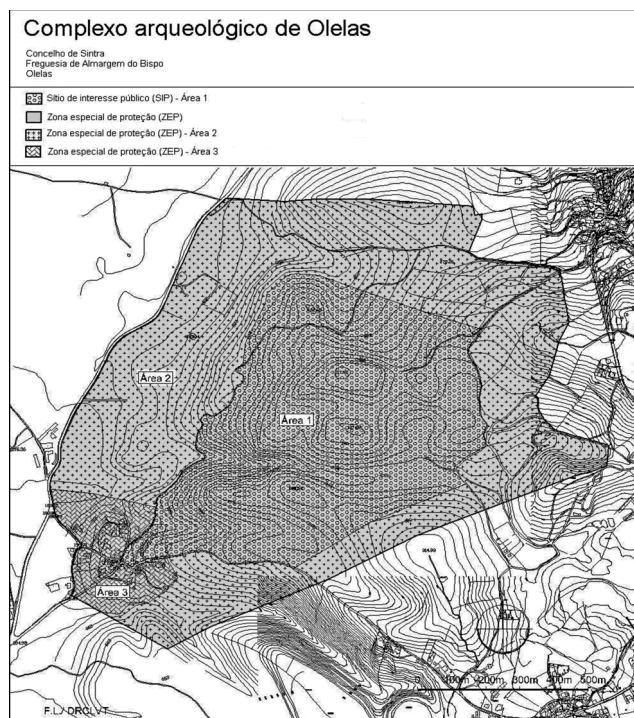 Complexo arqueológico de Olelas
Concelho de Sintra
Freguesia de Almargem do Bispo
Olelas
Sítio de interesse público (SIP) - Área 1
Zona especial de proteção (ZEP)
Zona especial de proteção (ZEP) - Área 2
Zona especial de proteção (ZEP) - Área 3
Área 2
Área 1
Área 3
0 100m 200m 300m 400m 500m
F.L./ DRCLVT